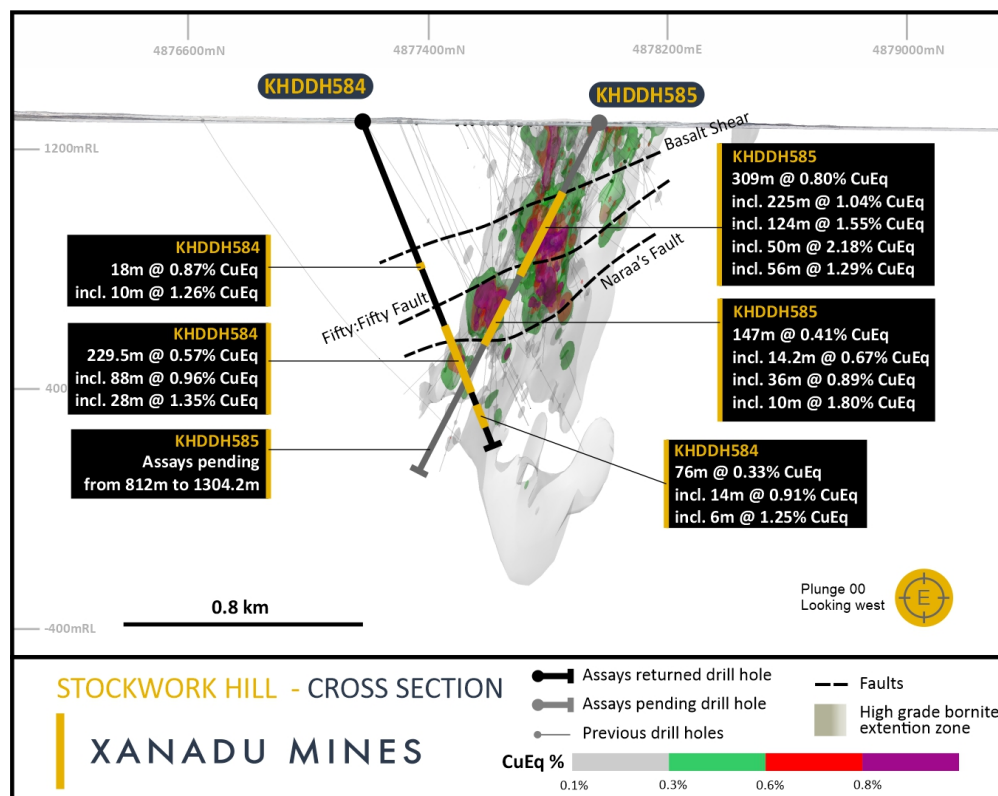 4876600mN
4877400mN
4878200mE
4879000mN
KHDDH584
KHDDH585
1200mRL
Basalt Shear
KHDDH585
309m @ 0.80% CuEq
incl. 225m @ 1.04% CuEq
incl. 124m @ 1.55% CuEq
incl. 50m @ 2.18% CuEq
incl. 56m @ 1.29% CuEq
KHDDH584
18m @ 0.87% CuEq
incl. 10m @ 1.26% CuEq
Naraa's Fault
Fifty:Fifty Fault
KHDDH585
147m @ 0.41% CuEq
incl. 14.2m @ 0.67% CuEq
incl. 36m @ 0.89% CuEq
incl. 10m @ 1.80% CuEq
KHDDH584
229.5m @ 0.57% CuEq
incl. 88m @ 0.96% CuEq
incl. 28m @ 1.35% CuEq
400
KHDDH585
Assays pending
from 812m to 1304.2m
KHDDH584
76m @ 0.33% CuEq
incl. 14m @ 0.91% CuEq
incl. 6m @ 1.25% CuEq
Plunge 00
Looking west
E
0.8 km
-400mRL
STOCKWORK HILL - CROSS SECTION
XANADU MINES
Assays returned drill hole
Assays pending drill hole
Previous drill holes
Faults
High grade bornite
extention zone
CuEq %
0.1%
0.3%
0.6%
0.8%